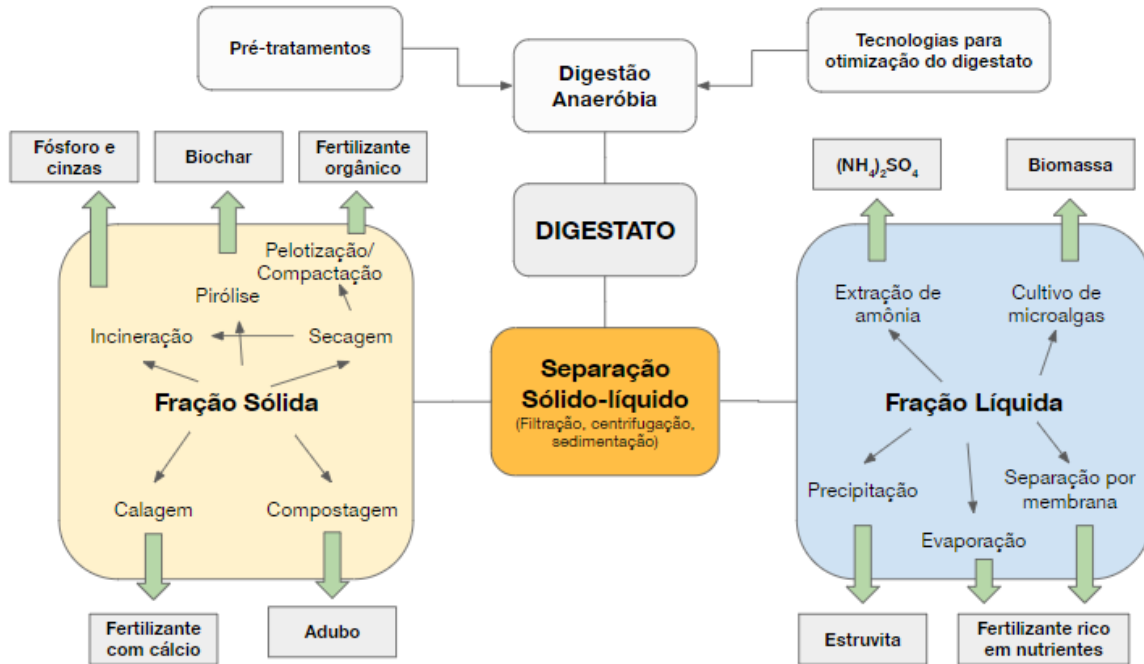 Pré-tratamentos
Digestão
Anaeróbia
Tecnologias para
otimização do digestato
Fósforo e
cinzas
Biochar
Fertilizante
orgânico
DIGESTATO
(NH₄)₂SO₄
Biomassa
Pelotização/
Compactação
Pirólise
Incineração
Secagem
Fração Sólida
Calagem
Compostagem
Fertilizante
com cálcio
Adubo
Separação
Sólido-líquido
(Filtração, centrifugação,
sedimentação)
Extração de
amônia
Cultivo de
microalgas
Fração Líquida
Precipitação
Separação por
membrana
Evaporação
Estruvita
Fertilizante rico
em nutrientes